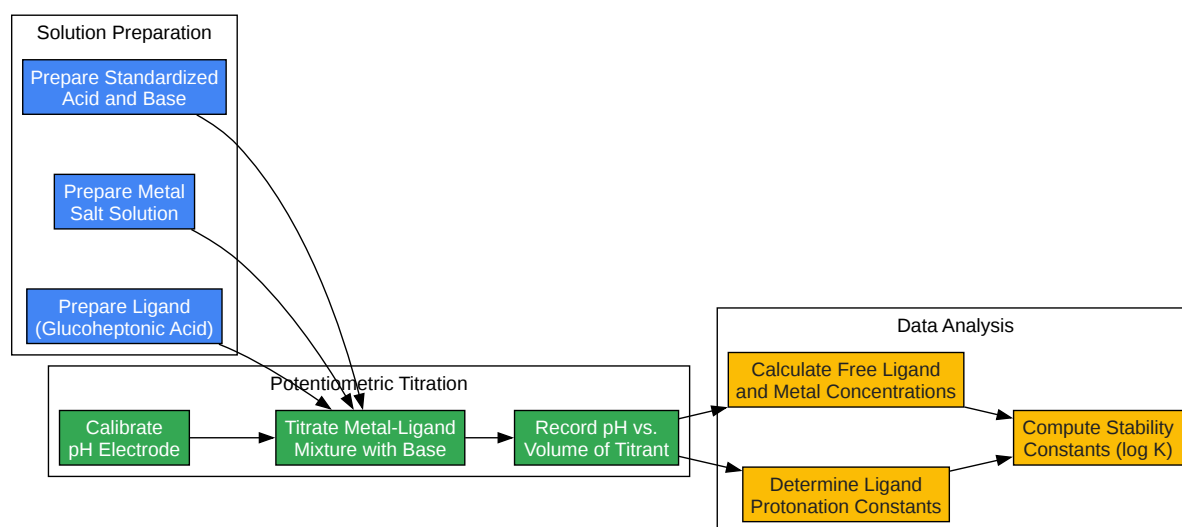 Solution Preparation
Prepare Standardized
Acid and Base
Prepare Metal
Salt Solution
Prepare Ligand
(Glucoheptonic Acid)
Potentiometric Titration
Calibrate
pH Electrode
Titrate Metal-Ligand
Mixture with Base
Record pH vs.
Volume of Titrant
Data Analysis
Calculate Free Ligand
and Metal Concentrations
Determine Ligand
Protonation Constants
Compute Stability
Constants (log K)